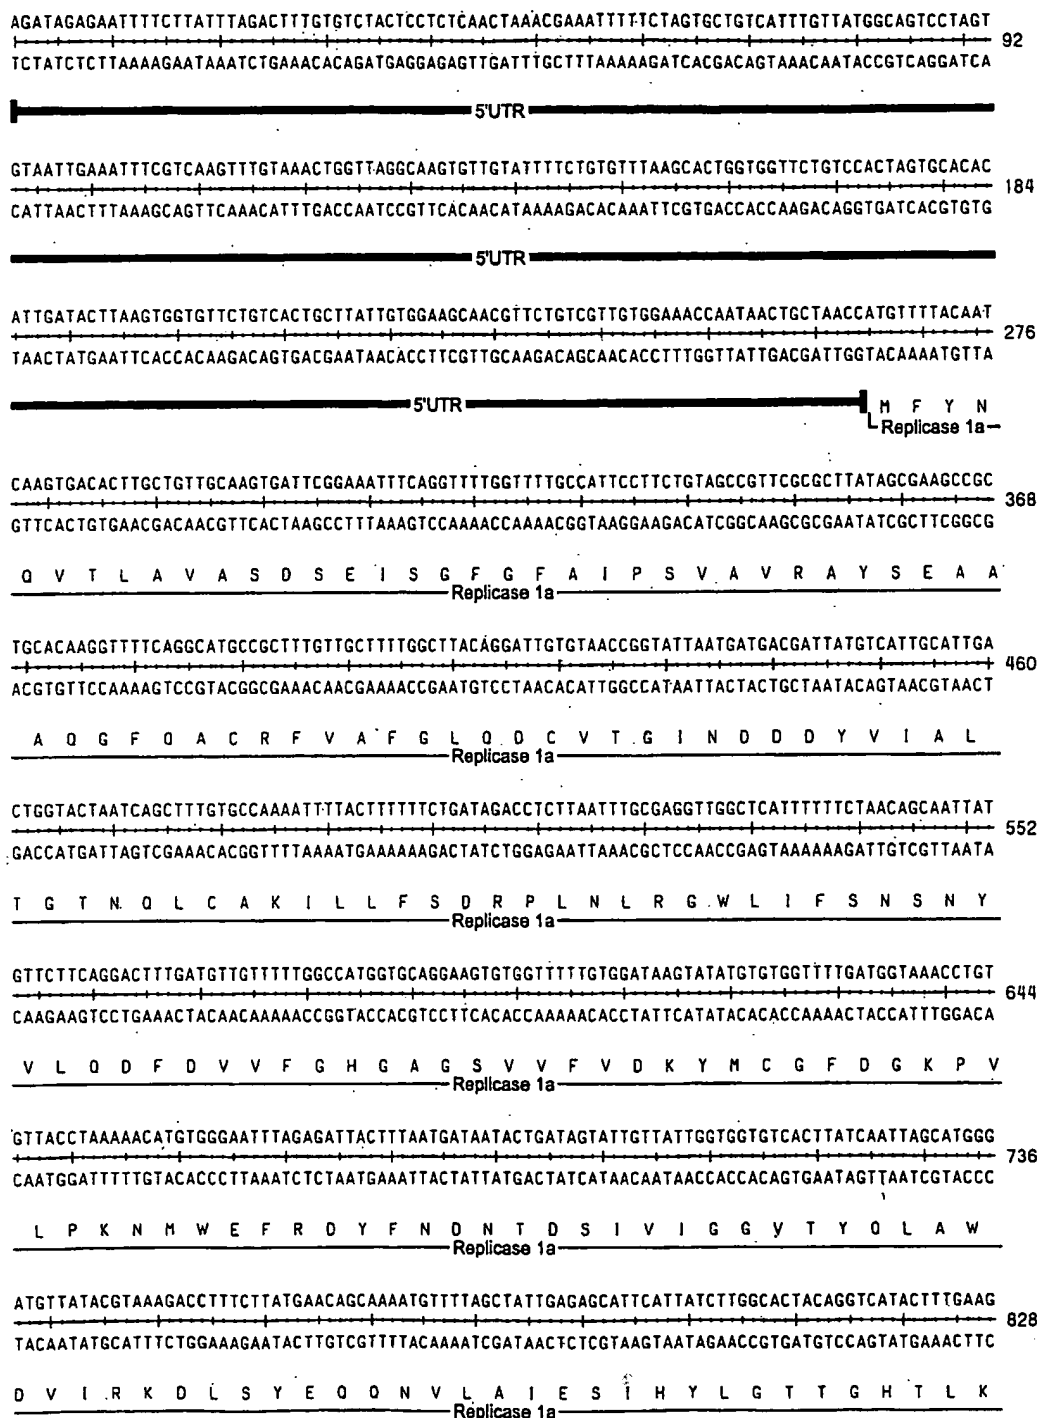 AGATAGAGAATTTTCTTATTTAGACTTTGTGTCTACTCCTCTCAACTAAACGAAATTTTTCTAGTGCTGTCATTTGTTATGGCAGTCCTAGT
92
TCTATCTCTTAAAAGAATAAATCTGAAACACAGATGAGGAGAGTTGATTTGCTTTAAAAAGATCACGACAGTAAACAATACCGTCAGGATCA
5'UTR
GTAATTGAAATTTCGTCAAGTTTGTAAACTGGTTAGGCAAGTGTTGTATTTTCTGTGTTTAAGCACTGGTGGTTCTGTCCACTAGTGCACAC
184
CATTAACTTTAAAGCAGTTCAAACATTTGACCAATCCGTTCACAACATAAAAGACACAAATTCGTGACCACCAAGACAGGTGATCACGTGTG
5'UTR
ATTGATACTTAAGTGGTGTTCTGTCACTGCTTATTGTGGAAGCAACGTTCTGTCGTTGTGGAAACCAATAACTGCTAACCATGTTTTACAAT
276
TAACTATGAATTCACCACAAGACAGTGACGAATAACACCTTCGTTGCAAGACAGCAACACCTTTGGTTATTGACGATTGGTACAAAATGTTA
5'UTR M F Y N
Replicase 1a
CAAGTGACACTTGCTGTTGCAAGTGATTCGGAAATTTCAGGTTTTGGTTTTGCCATTCCTTCTGTAGCCGTTCGCGCTTATAGCGAAGCCGC
368
GTTCACTGTGAACGACAACGTTCACTAAGCCTTTAAAGTCCAAAACCAAAACGGTAAGGAAGACATCGGCAAGCGCGAATATCGCTTCGGCG
Q V T L A V A S D S E I S G F G F A I P S V A V R A Y S E A A
Replicase 1a
TGCACAAGGTTTTCAGGCATGCCGCTTTGTTGCTTTTGGCTTACAGGATTGTGTAACCGGTATTAATGATGACGATTATGTCATTGCATTGA
460
ACGTGTTCCAAAAGTCCGTACGGCGAAACAACGAAAACCGAATGTCCTAACACATTGGCCATAATTACTACTGCTAATACAGTAACGTAACT
A Q G F Q A C R F V A F G L Q D C V T G I N D D D Y V I A L
Replicase 1a
CTGGTACTAATCAGCTTTGTGCCAAAATTTTACTTTTTTCTGATAGACCTCTTAATTTGCGAGGTTGGCTCATTTTTTCTAACAGCAATTAT
552
GACCATGATTAGTCGAAACACGGTTTTAAAATGAAAAAAGACTATCTGGAGAATTAAACGCTCCAACCGAGTAAAAAAGATTGTCGTTAATA
T G T N Q L C A K I L L F S D R P L N L R G W L I F S N S N Y
Replicase 1a
GTTCTTCAGGACTTTGATGTTGTTTTTGGCCATGGTGCAGGAAGTGTGGTTTTTGTGGATAAGTATATGTGTGGTTTTGATGGTAAACCTGT
644
CAAGAAGTCCTGAAACTACAACAAAAACCGGTACCACGTCCTTCACACCAAAAACACCTATTCATATACACACCAAAACTACCATTTGGACA
V L Q D F D V V F G H G A G S V V F V D K Y M C G F D G K P V
Replicase 1a
GTTACCTAAAAACATGTGGGAATTTAGAGATTACTTTAATGATAATACTGATAGTATTGTTATTGGTGGTGTCACTTATCAATTAGCATGGG
736
CAATGGATTTTTGTACACCCTTAAATCTCTAATGAAATTACTATTATGACTATCATAACAATAACCACCACAGTGAATAGTTAATCGTACCC
L P K N M W E F R D Y F N D N T D S I V I G G V T Y Q L A W
Replicase 1a
ATGTTATACGTAAAGACCTTTCTTATGAACAGCAAAATGTTTTAGCTATTGAGAGCATTCATTATCTTGGCACTACAGGTCATACTTTGAAG
828
TACAATATGCATTTCTGGAAAGAATACTTGTCGTTTTACAAAATCGATAACTCTCGTAAGTAATAGAACCGTGATGTCCAGTATGAAACTTC
D V I R K D L S Y E Q Q N V L A I E S I H Y L G T T G H T L K
Replicase 1a